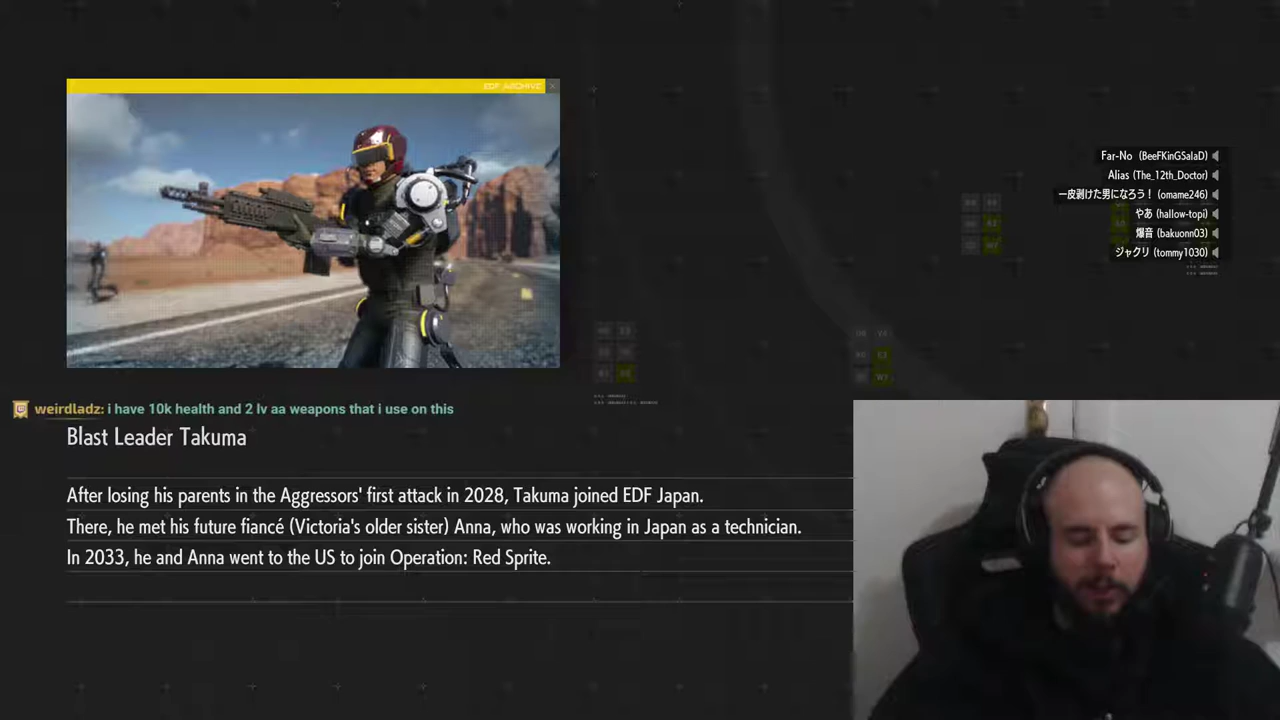 EDF ARCHIVE
Far-No (BeeFKinGSalaD)
Alias (The_12th_Doctor)
一皮剥けた男になろう！ (omame246)
やあ (hallow-topi)
爆音 (bakuonn03)
ジャクリ (tommy1030)
weirdladz: i have 10k health and 2 lv aa weapons that i use on this
Blast Leader Takuma
After losing his parents in the Aggressors' first attack in 2028, Takuma joined EDF Japan.
There, he met his future fiancé (Victoria's older sister) Anna, who was working in Japan as a technician.
In 2033, he and Anna went to the US to join Operation: Red Sprite.